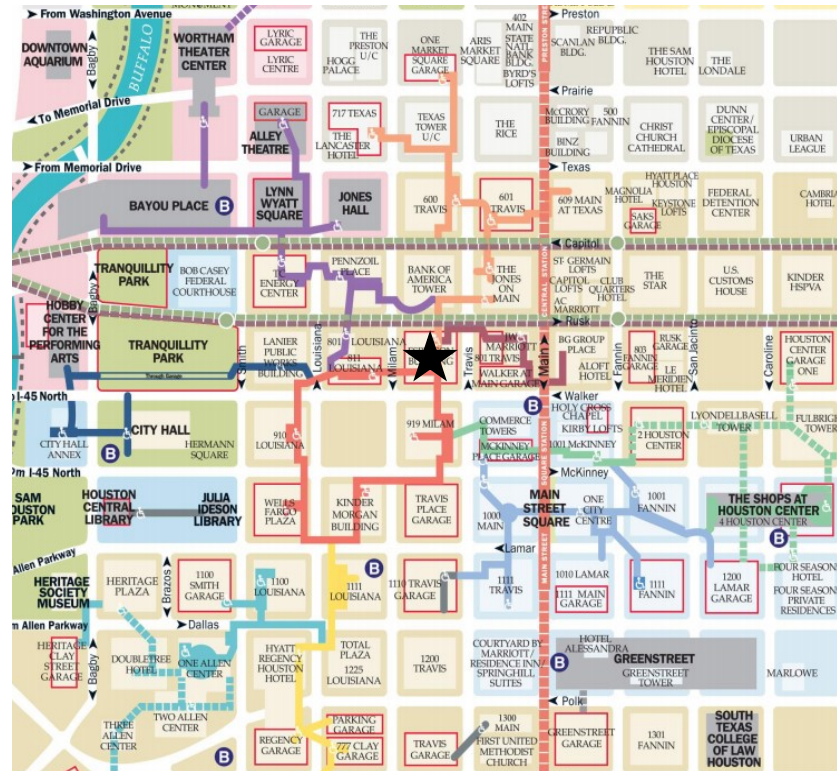 From Washington Avenue
MONUMENT
DOWNTOWN
AQUARIUM
Bagby
BUFFALO
WORTHAM
THEATER
CENTER
LYRIC
GARAGE
LYRIC
CENTRE
HOGG
PALACE
THE
PRESTON
U/C
ONE
MARKET
SQUARE
GARAGE
ARIS
MARKET
SQUARE
402
MAIN
STATE
NATL
BANK
BLDG.
BYRD'S
LOFTS
PRESTON STATION
Preston
SCANLAN
BLDG.
REPUPBLIC
BLDG.
THE SAM
HOUSTON
HOTEL
THE
LONDALE
To Memorial Drive
Prairie
GARAGE
ALLEY
THEATRE
717 TEXAS
THE
LANCASTER
HOTEL
TEXAS
TOWER
U/C
THE
RICE
McCRORY
BUILDING
500
FANNIN
BINZ
BUILDING
CHRIST
CHURCH
CATHEDRAL
DUNN
CENTER/
EPISCOPAL
DIOCESE
OF TEXAS
URBAN
LEAGUE
From Memorial Drive
Texas
BAYOU PLACE
B
LYNN
WYATT
SQUARE
JONES
HALL
600
TRAVIS
601
TRAVIS
609 MAIN
AT TEXAS
MAGNOLIA
HOTEL
HYATT PLACE
HOUSTON
KEYSTONE
LOFTS
SAKS
GARAGE
FEDERAL
DETENTION
CENTER
CAMBRIA
HOTEL
Capitol
TRANQUILLITY
PARK
Bagby
BOB CASEY
FEDERAL
COURTHOUSE
TC
ENERGY
CENTER
PENNZOIL
PLACE
BANK OF
AMERICA
TOWER
THE
JONES
ON
MAIN
CENTRAL STATION
ST. GERMAIN
LOFTS
CAPITOL
LOFTS
CLUB
QUARTERS
HOTEL
AC
MARRIOTT
THE
STAR
U.S.
CUSTOMS
HOUSE
KINDER
HSPVA
Rusk
HOBBY
CENTER
FOR THE
PERFORMING
ARTS
TRANQUILLITY
PARK
Through Garage
Smith
LANIER
PUBLIC
WORKS
BUILDING
Louisiana
801 LOUISIANA
811
LOUISIANA
Milam
Travis
JW
MARRIOTT
801 TRAVIS
WALKER AT
MAIN GARAGE
Main
BG GROUP
PLACE
ALOFT
HOTEL
Fannin
803
FANNIN
GARAGE
RUSK
GARAGE
LE
MERIDIEN
HOTEL
San Jacinto
Caroline
HOUSTON
CENTER
GARAGE
ONE
I-45 North
Walker
CITY HALL
ANNEX
CITY HALL
B
HERMANN
SQUARE
910
LOUISIANA
919 MILAM
COMMERCE
TOWERS
B
MCKINNEY
PLACE GARAGE
SQUARE STATION
HOLY CROSS
CHAPEL
KIRBY LOFTS
1001 McKINNEY
2 HOUSTON
CENTER
LYONDELLBASELL
TOWER
FULBRIGHT
TOWER
om I-45 North
McKinney
SAM
HOUSTON
PARK
HOUSTON
CENTRAL
LIBRARY
JULIA
IDESON
LIBRARY
WELLS
FARGO
PLAZA
KINDER
MORGAN
BUILDING
TRAVIS
PLACE
GARAGE
1000
MAIN
MAIN
STREET
SQUARE
ONE
CITY
CENTRE
1001
FANNIN
THE SHOPS AT
HOUSTON CENTER
4 HOUSTON CENTER
B
Allen Parkway
Lamar
HERITAGE
SOCIETY
MUSEUM
HERITAGE
PLAZA
Brazos
1100
SMITH
GARAGE
1100
LOUISIANA
1111
LOUISIANA
B
1110 TRAVIS
GARAGE
1111
TRAVIS
MAIN STREET
1010 LAMAR
1111 MAIN
GARAGE
1111
FANNIN
1200
LAMAR
GARAGE
FOUR SEASONS
HOTEL
FOUR SEASONS
PRIVATE
RESIDENCES
m Allen Parkway
Dallas
HERITAGE
CLAY
STREET
GARAGE
Bagby
DOUBLETREE
HOTEL
ONE ALLEN
CENTER
HYATT
REGENCY
HOUSTON
HOTEL
TOTAL
PLAZA
1225
LOUISIANA
1200
TRAVIS
COURTYARD BY
MARRIOTT/
RESIDENCE INN/
SPRINGHILL
SUITES
B
HOTEL
ALESSANDRA
GREENSTREET
GREENSTREET
TOWER
MARLOWE
Polk
THREE
ALLEN
CENTER
TWO ALLEN
CENTER
B
REGENCY
GARAGE
PARKING
GARAGE
777 CLAY
GARAGE
TRAVIS
GARAGE
1300
MAIN
FIRST UNITED
METHODIST
CHURCH
GREENSTREET
GARAGE
1301
FANNIN
SOUTH
TEXAS
COLLEGE
OF LAW
HOUSTON